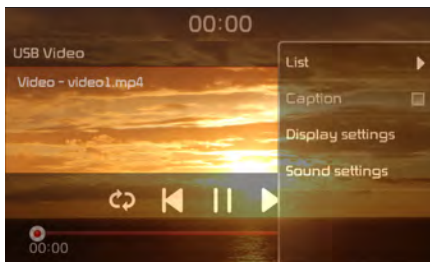 00:00
USB Video
Video - video1.mp4
List
Caption
Display settings
Sound settings
00:00